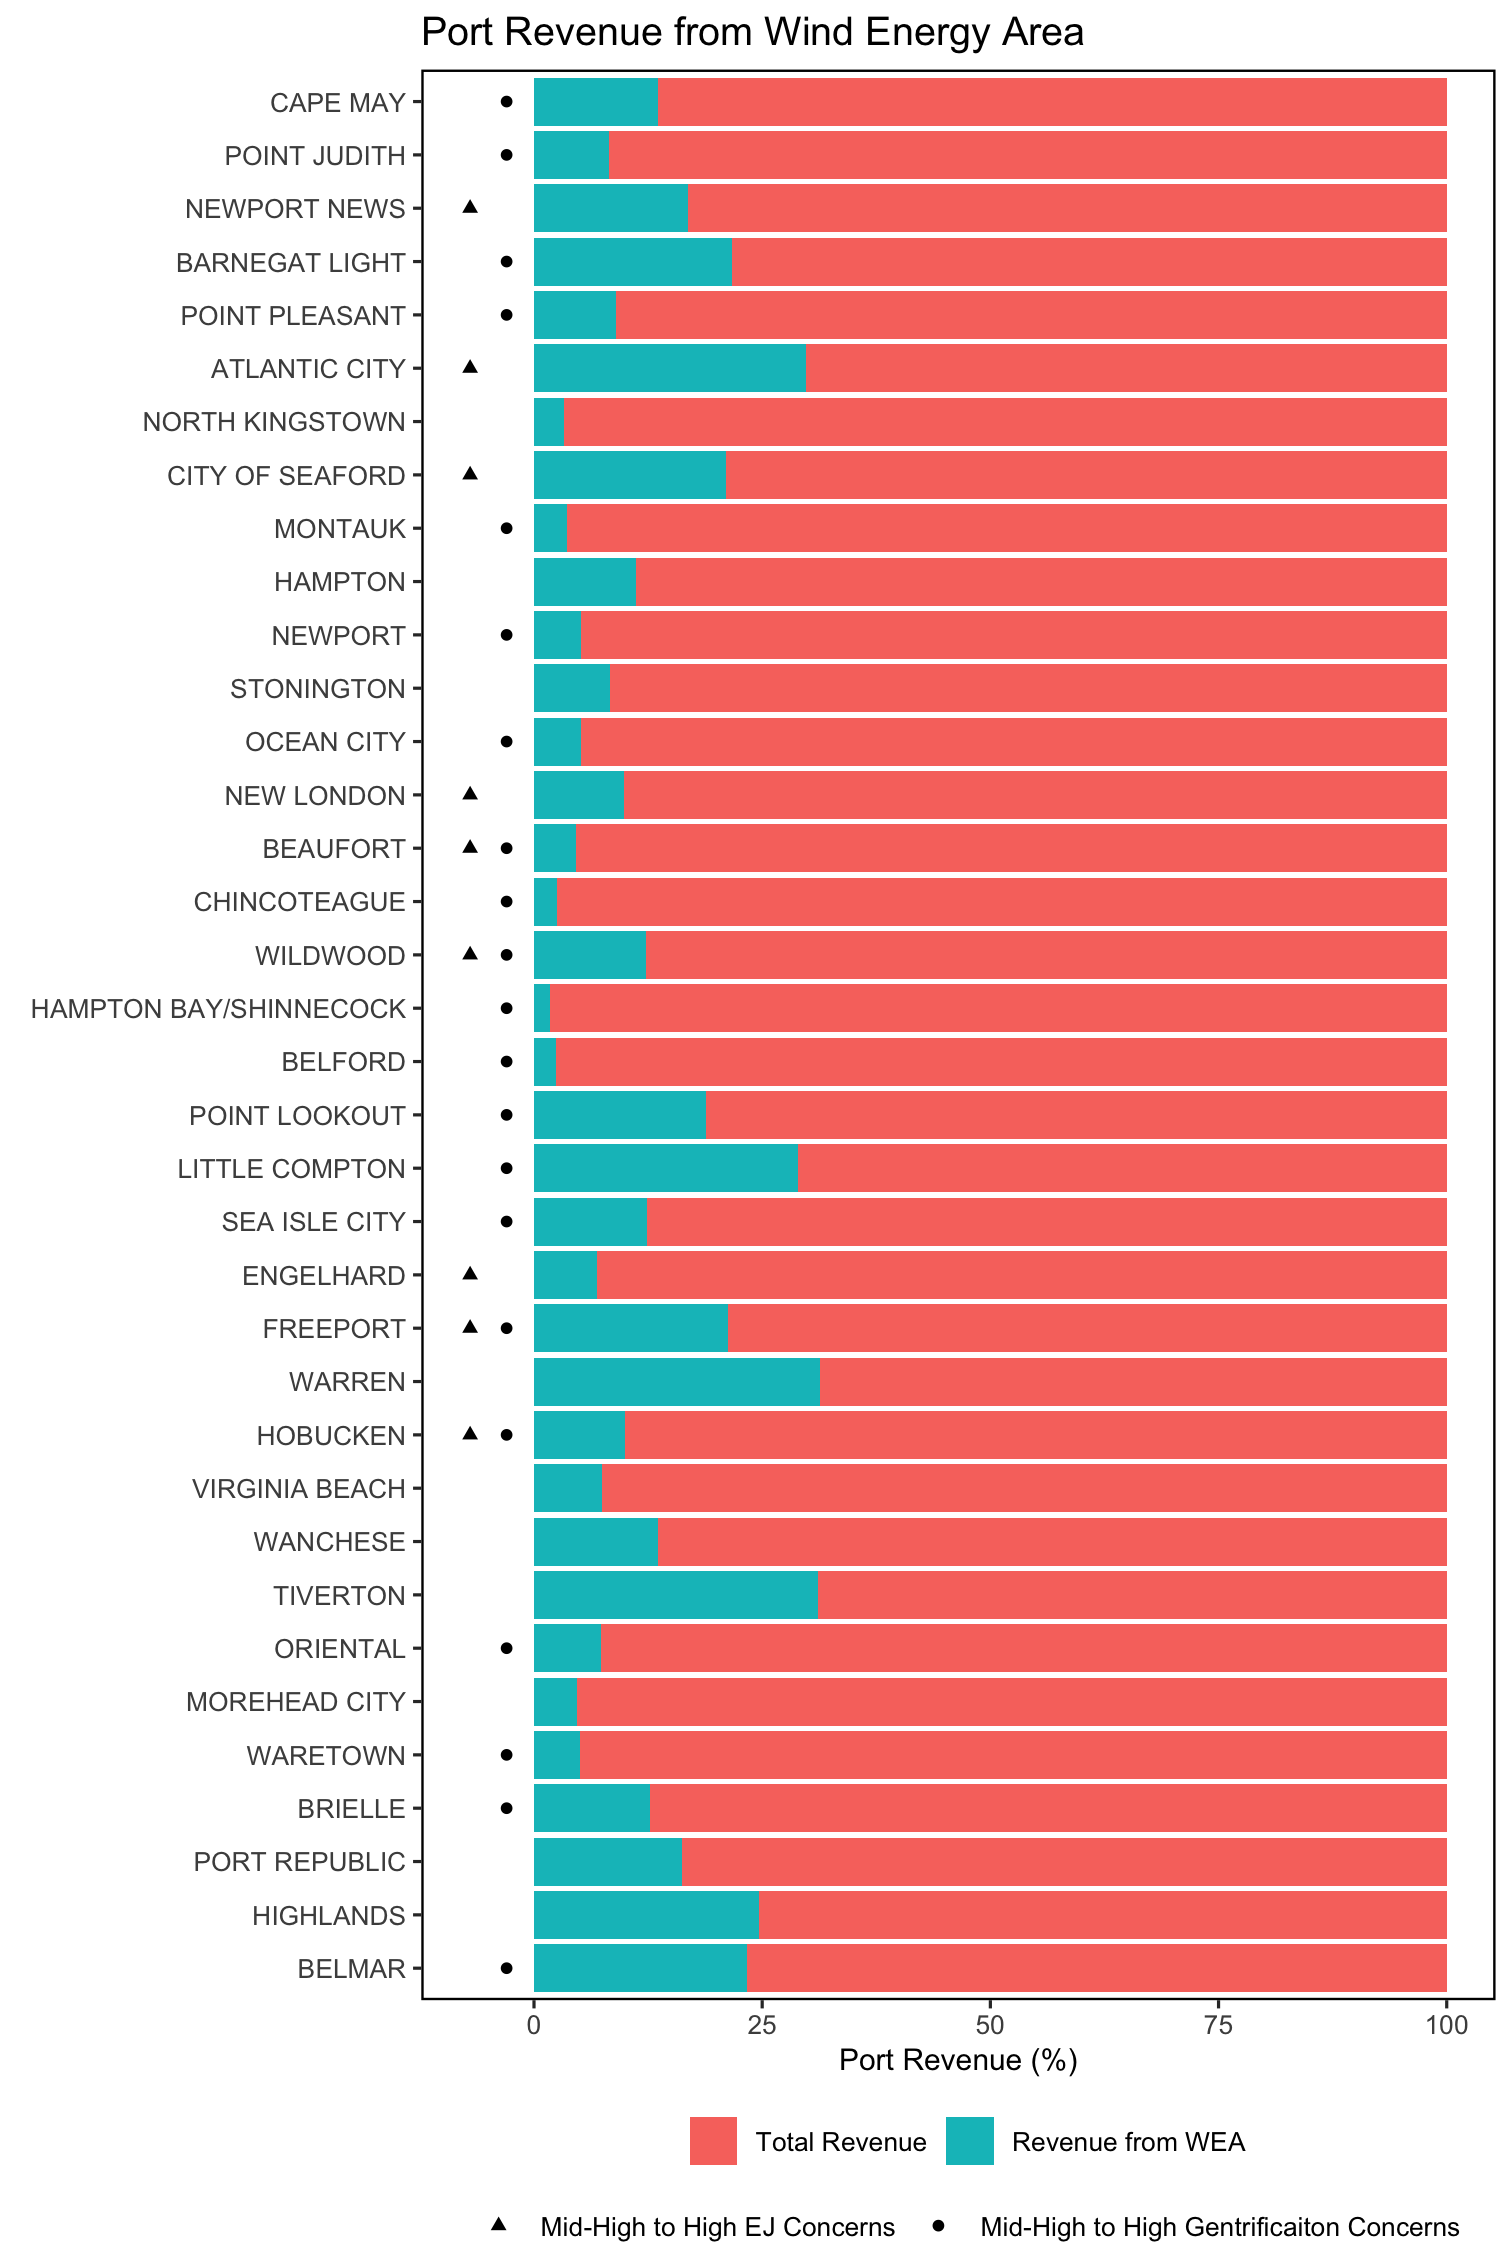 Port Revenue from Wind Energy Area
CAPE MAY
POINT JUDITH
NEWPORT NEWS
BARNEGAT LIGHT
POINT PLEASANT
ATLANTIC CITY
NORTH KINGSTOWN
CITY OF SEAFORD
MONTAUK
HAMPTON
NEWPORT
STONINGTON
OCEAN CITY
NEW LONDON
BEAUFORT
CHINCOTEAGUE
WILDWOOD
HAMPTON BAY/SHINNECOCK
BELFORD
POINT LOOKOUT
LITTLE COMPTON
SEA ISLE CITY
ENGELHARD
FREEPORT
WARREN
HOBUCKEN
VIRGINIA BEACH
WANCHESE
TIVERTON
ORIENTAL
MOREHEAD CITY
WARETOWN
BRIELLE
PORT REPUBLIC
HIGHLANDS
BELMAR
0 25 50 75 100
Port Revenue (%)
Total Revenue Revenue from WEA
Mid-High to High EJ Concerns Mid-High to High Gentrificaiton Concerns